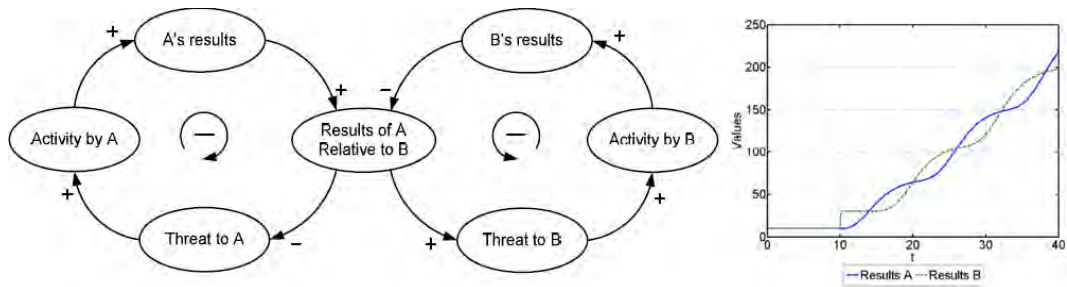 +
A's results
B's results
+
+
−
Activity by A
−
Results of A
Relative to B
−
Activity by B
+
+
Threat to A
−
+
Threat to B
250
200
150
100
50
0
Values
0
10
20
30
40
t
Results A
Results B